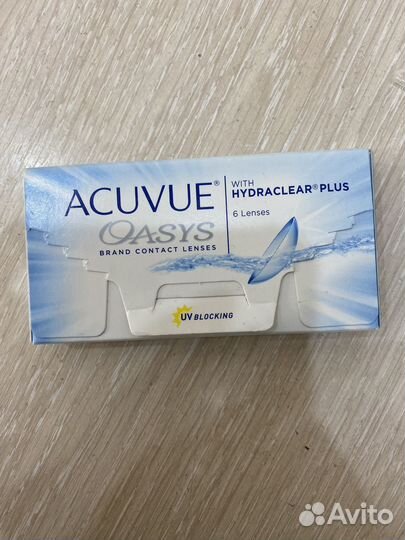 ACUVUE®
OASYS
BRAND CONTACT LENSES
WITH
HYDRACLEAR® PLUS
6 Lenses
UV BLOCKING
Avito